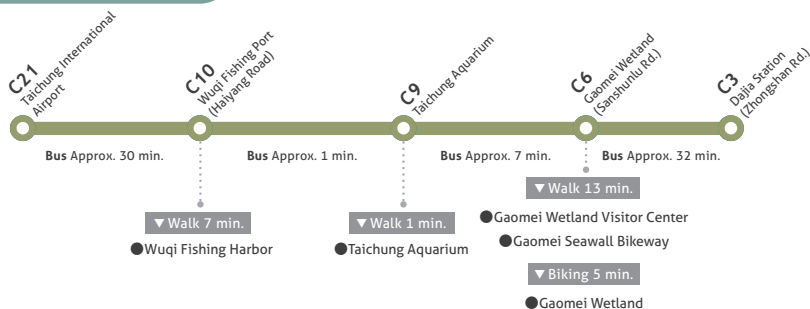 C21
Taichung International
Airport
C10
Wuqi Fishing Port
(Haiyang Road)
C9
Taichung Aquarium
C6
Gaomei Wetland
(Sanshunlu Rd.)
C3
Dajia Station
(Zhongshan Rd.)
Bus Approx. 30 min.
Bus Approx. 1 min.
Bus Approx. 7 min.
Bus Approx. 32 min.
▼Walk 7 min.
●Wuqi Fishing Harbor
▼Walk 1 min.
●Taichung Aquarium
▼Walk 13 min.
●Gaomei Wetland Visitor Center
●Gaomei Seawall Bikeway
▼Biking 5 min.
●Gaomei Wetland